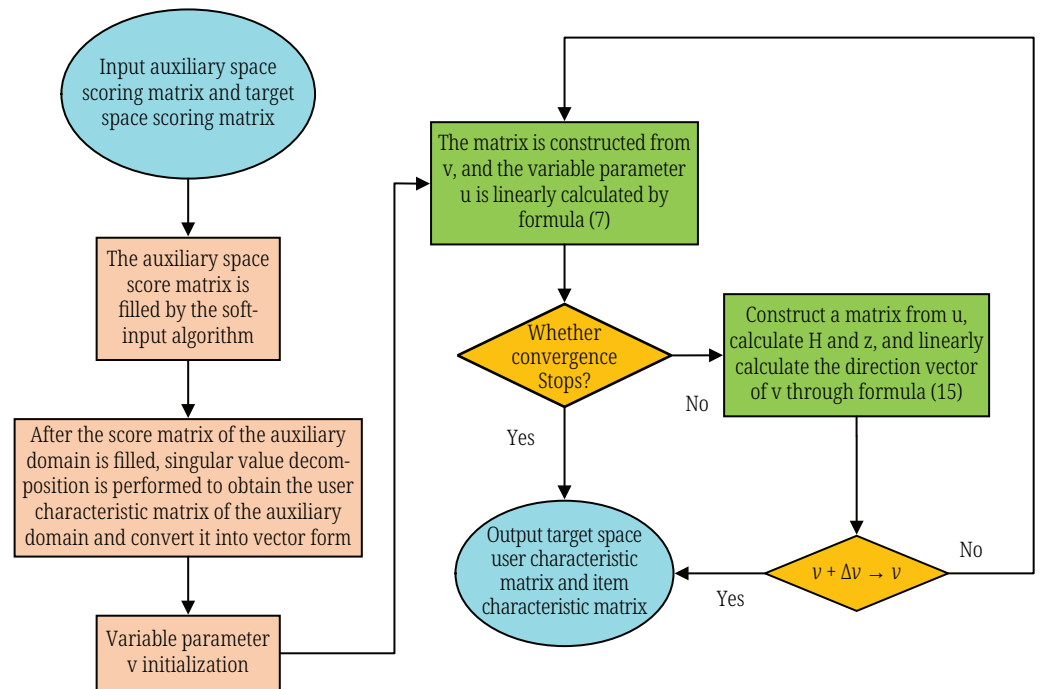 Input auxiliary space
scoring matrix and target
space scoring matrix
The auxiliary space
score matrix is
filled by the soft-
input algorithm
After the score matrix of the auxiliary
domain is filled, singular value decom-
position is performed to obtain the user
characteristic matrix of the auxiliary
domain and convert it into vector form
Variable parameter
v initialization
The matrix is constructed from
v, and the variable parameter
u is linearly calculated by
formula (7)
Whether
convergence
Stops?
No
Yes
Construct a matrix from u,
calculate H and z, and linearly
calculate the direction vector
of v through formula (15)
v + Δv → v
No
Yes
Output target space
user characteristic
matrix and item
characteristic matrix